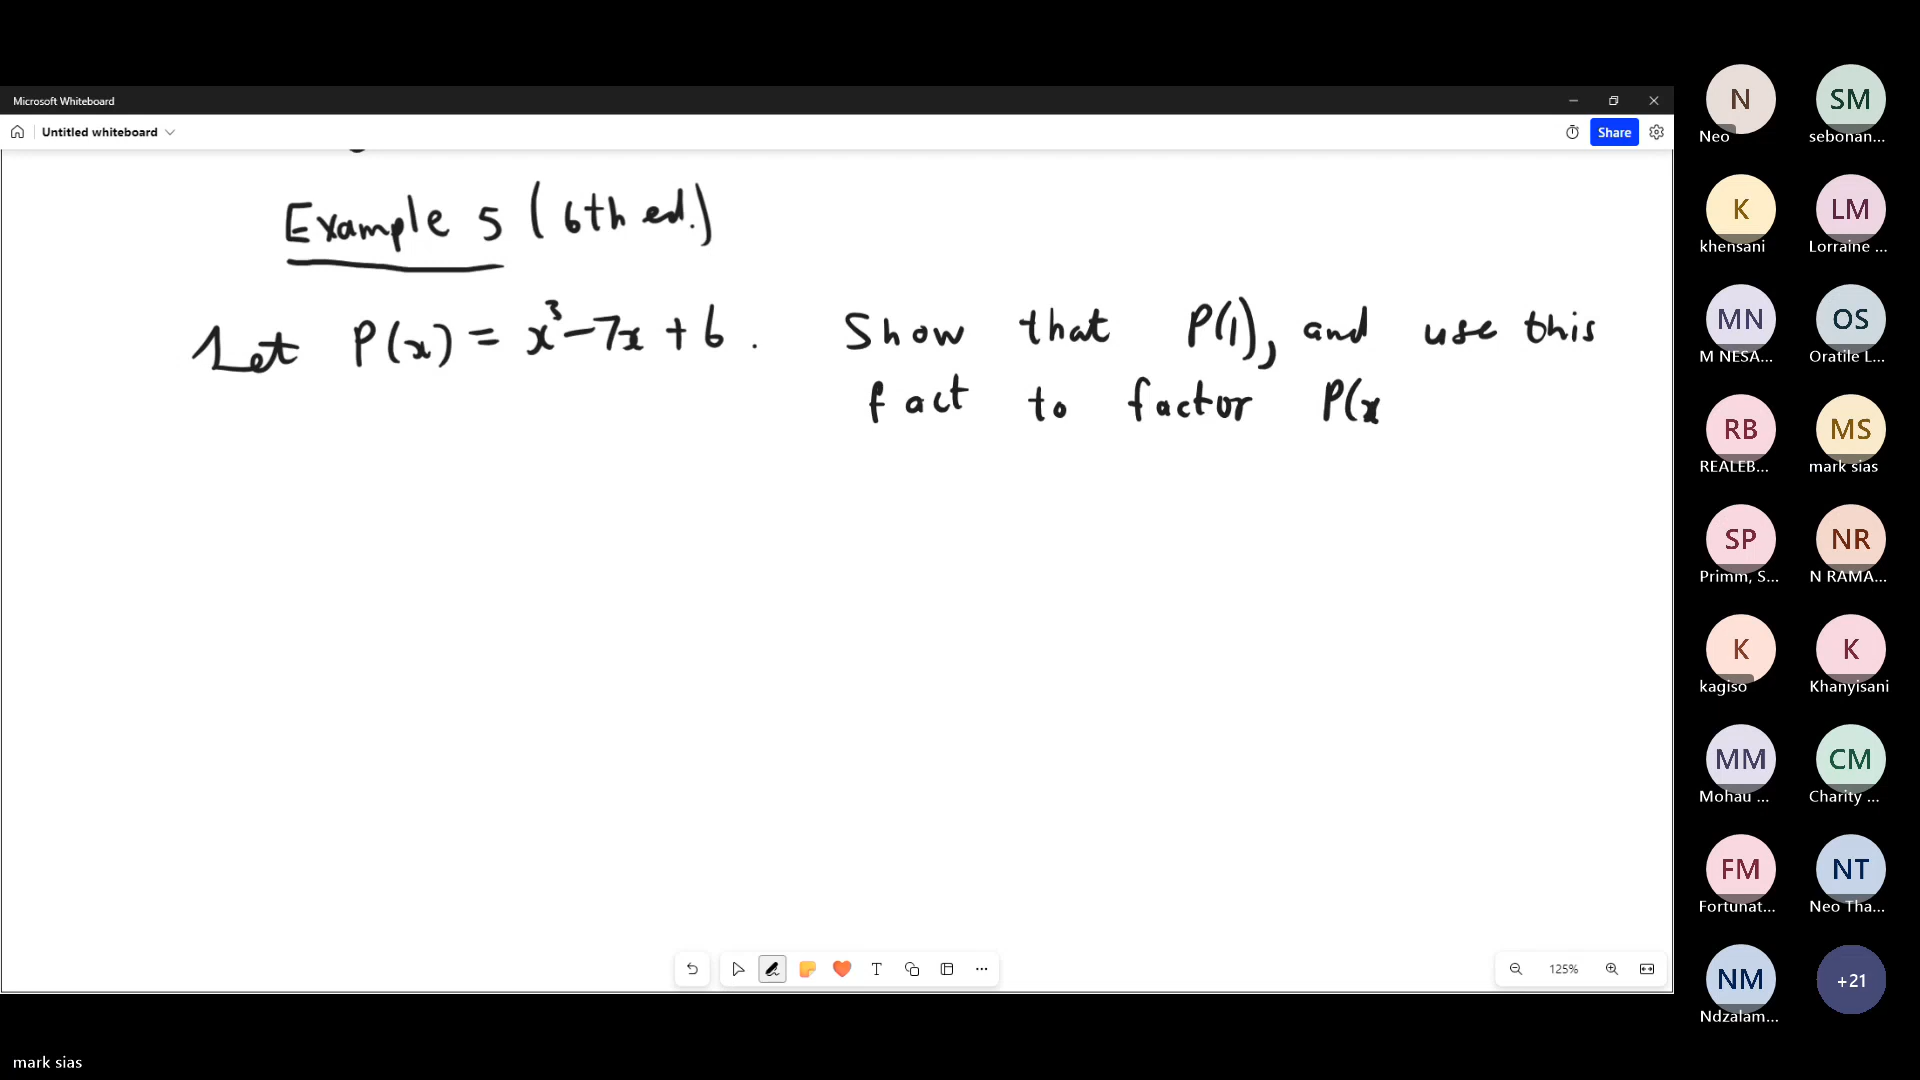 Microsoft Whiteboard
Untitled whiteboard
Share
Example 5 (6th ed.)
Let P(x) = x³ - 7x + 6 . Show that P(1), and use this
fact to factor P(x
125%
N SM
Neo sebonan...
K LM
khensani Lorraine ...
MN OS
M NESA... Oratile L...
RB MS
REALEB... mark sias
SP NR
Primm, S... N RAMA...
K K
kagiso Khanyisani
MM CM
Mohau ... Charity ...
FM NT
Fortunat... Neo Tha...
NM +21
Ndzalam...
mark sias